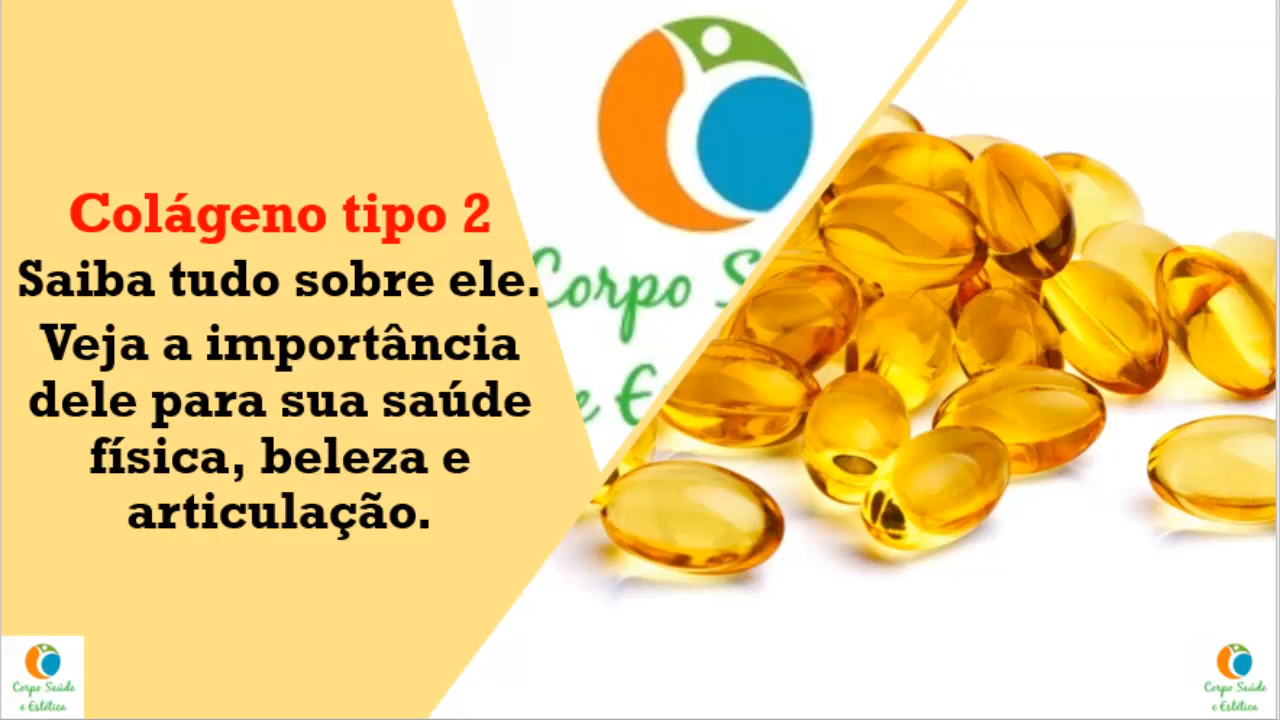 Colágeno tipo 2
Saiba tudo sobre ele.
Veja a importância
dele para sua saúde
física, beleza e
articulação.
Corpo S
e E
Corpo Saúde
e Estética
Corpo Saúde
e Estética